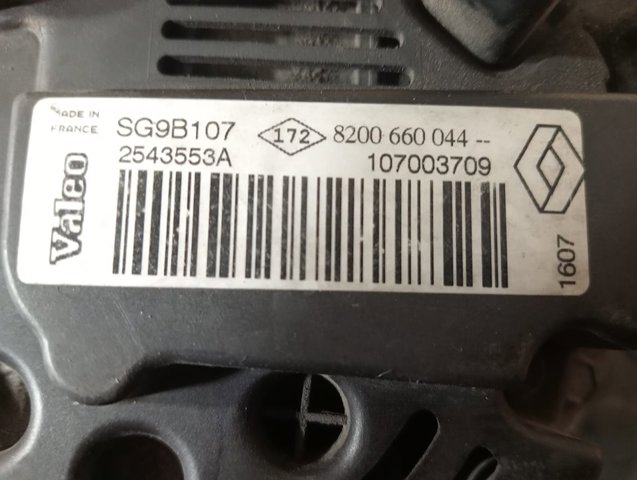 MADE IN
FRANCE
SG9B107 172 8200 660 044 --
2543553A 107003709
Valeo
1607